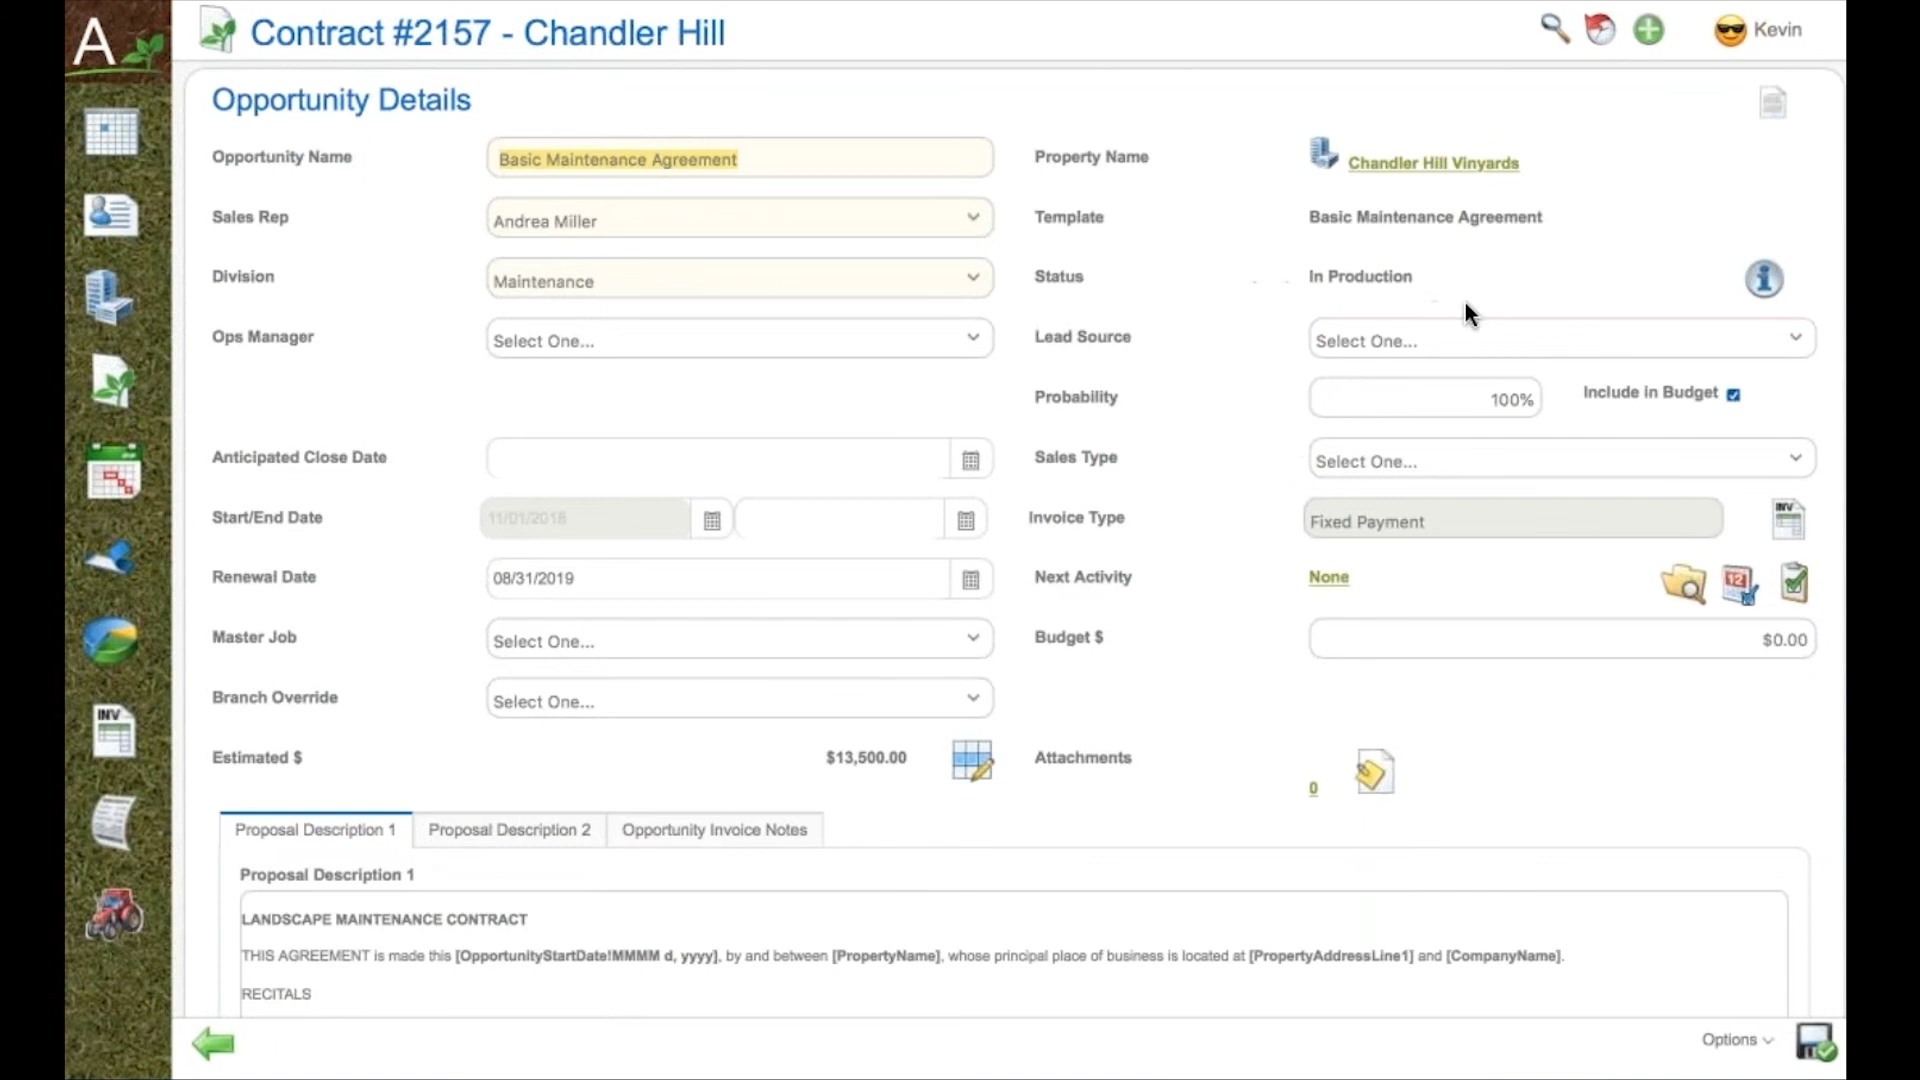 A
Contract #2157 - Chandler Hill
Kevin
Opportunity Details
Opportunity Name
Basic Maintenance Agreement
Property Name
Chandler Hill Vinyards
Sales Rep
Andrea Miller
Template
Basic Maintenance Agreement
Division
Maintenance
Status
In Production
Ops Manager
Select One...
Lead Source
Select One...
Probability
100%
Include in Budget
Anticipated Close Date
Sales Type
Select One...
Start/End Date
11/01/2018
Invoice Type
Fixed Payment
INV
Renewal Date
08/31/2019
Next Activity
None
12
Master Job
Select One...
Budget $
$0.00
Branch Override
Select One...
INV
Estimated $
$13,500.00
Attachments
0
Proposal Description 1
Proposal Description 2
Opportunity Invoice Notes
Proposal Description 1
LANDSCAPE MAINTENANCE CONTRACT
THIS AGREEMENT is made this [OpportunityStartDate!MMMM d, yyyy], by and between [PropertyName], whose principal place of business is located at [PropertyAddressLine1] and [CompanyName].
RECITALS
Options